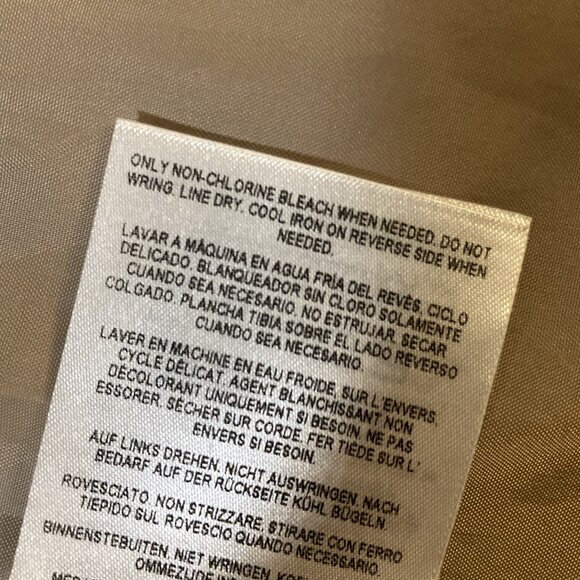 ONLY NON-CHLORINE BLEACH WHEN NEEDED. DO NOT
WRING. LINE DRY. COOL IRON ON REVERSE SIDE WHEN
NEEDED.
LAVAR A MÁQUINA EN AGUA FRÍA DEL REVÉS, CICLO
DELICADO. BLANQUEADOR SIN CLORO SOLAMENTE
CUANDO SEA NECESARIO. NO ESTRUJAR. SECAR
COLGADO. PLANCHA TIBIA SOBRE EL LADO REVERSO
CUANDO SEA NECESARIO.
LAVER EN MACHINE EN EAU FROIDE, SUR L'ENVERS,
CYCLE DÉLICAT. AGENT BLANCHISSANT NON
DÉCOLORANT UNIQUEMENT SI BESOIN. NE PAS
ESSORER. SÉCHER SUR CORDE. FER TIÈDE SUR L'
ENVERS SI BESOIN.
AUF LINKS DREHEN. NICHT AUSWRINGEN. NACH
BEDARF AUF DER RÜCKSEITE KÜHL BÜGELN
ROVESCIATO. NON STRIZZARE. STIRARE CON FERRO
TIEPIDO SUL ROVESCIO QUANDO NECESSARIO.
BINNENSTEBUITEN. NIET WRINGEN.